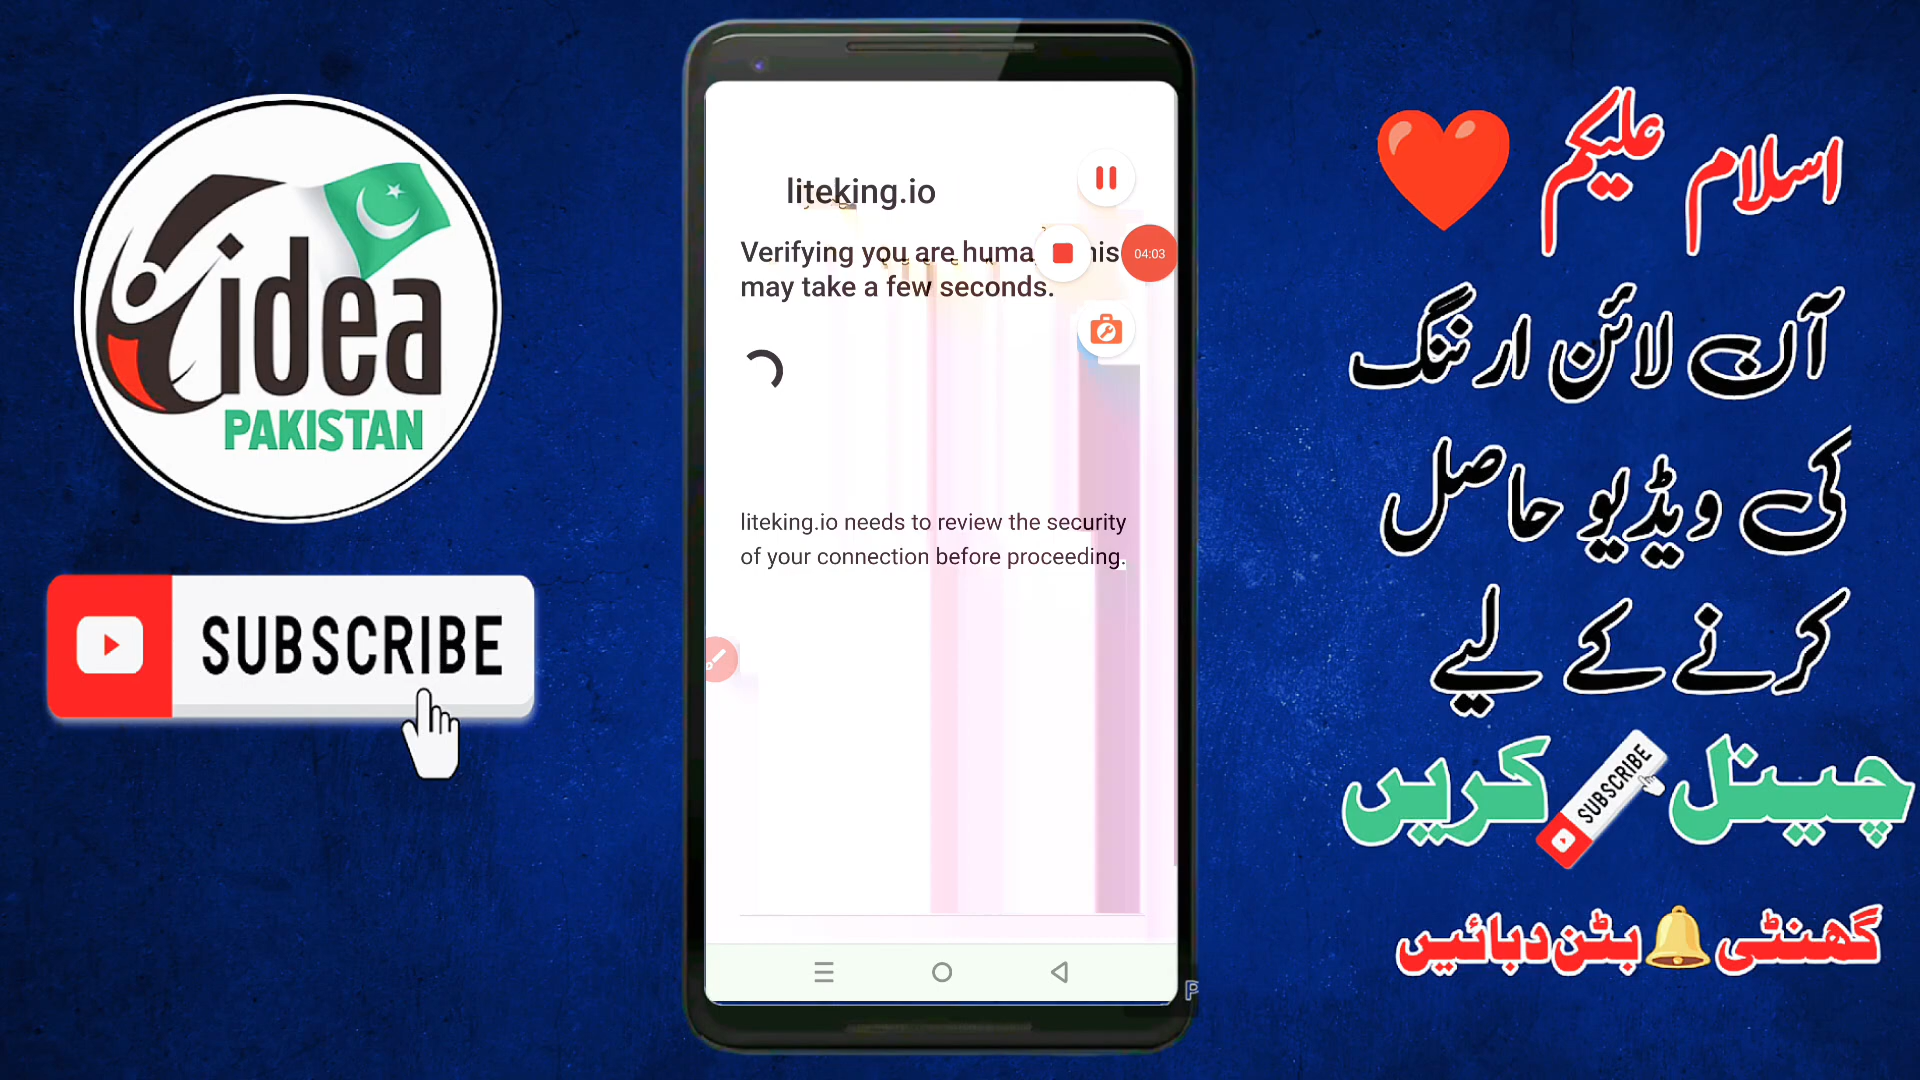 idea
PAKISTAN
SUBSCRIBE
liteking.io
Verifying you are huma his
may take a few seconds.
04:03
liteking.io needs to review the security
of your connection before proceeding.
P
اسلام علیکم
آن لائن ارننگ
کی ویڈیو حاصل
کرنے کے لیے
چینل SUBSCRIBE کریں
گھنٹی بٹن دبائیں